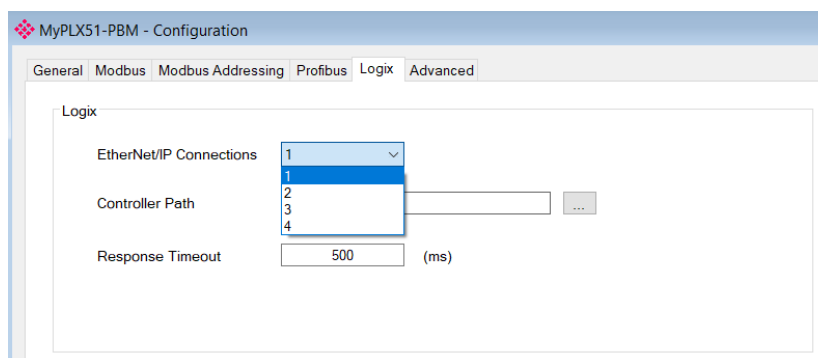 MyPLX51-PBM - Configuration
General Modbus Modbus Addressing Profibus Logix Advanced
Logix
EtherNet/IP Connections 1
1
2
Controller Path ...
3
4
Response Timeout 500 (ms)